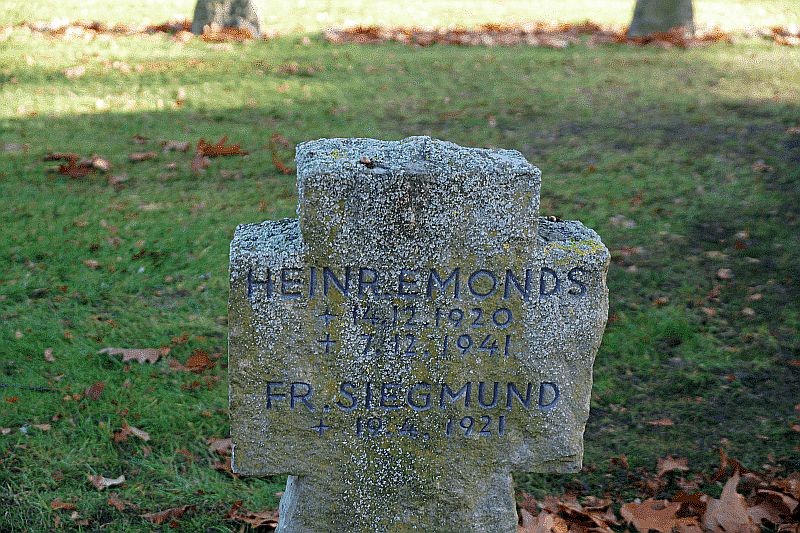 HEINR. EMONDS
+ 14.12.1920
+ 7.12.1941
FR. SIEGMUND
+ 19.4.1921